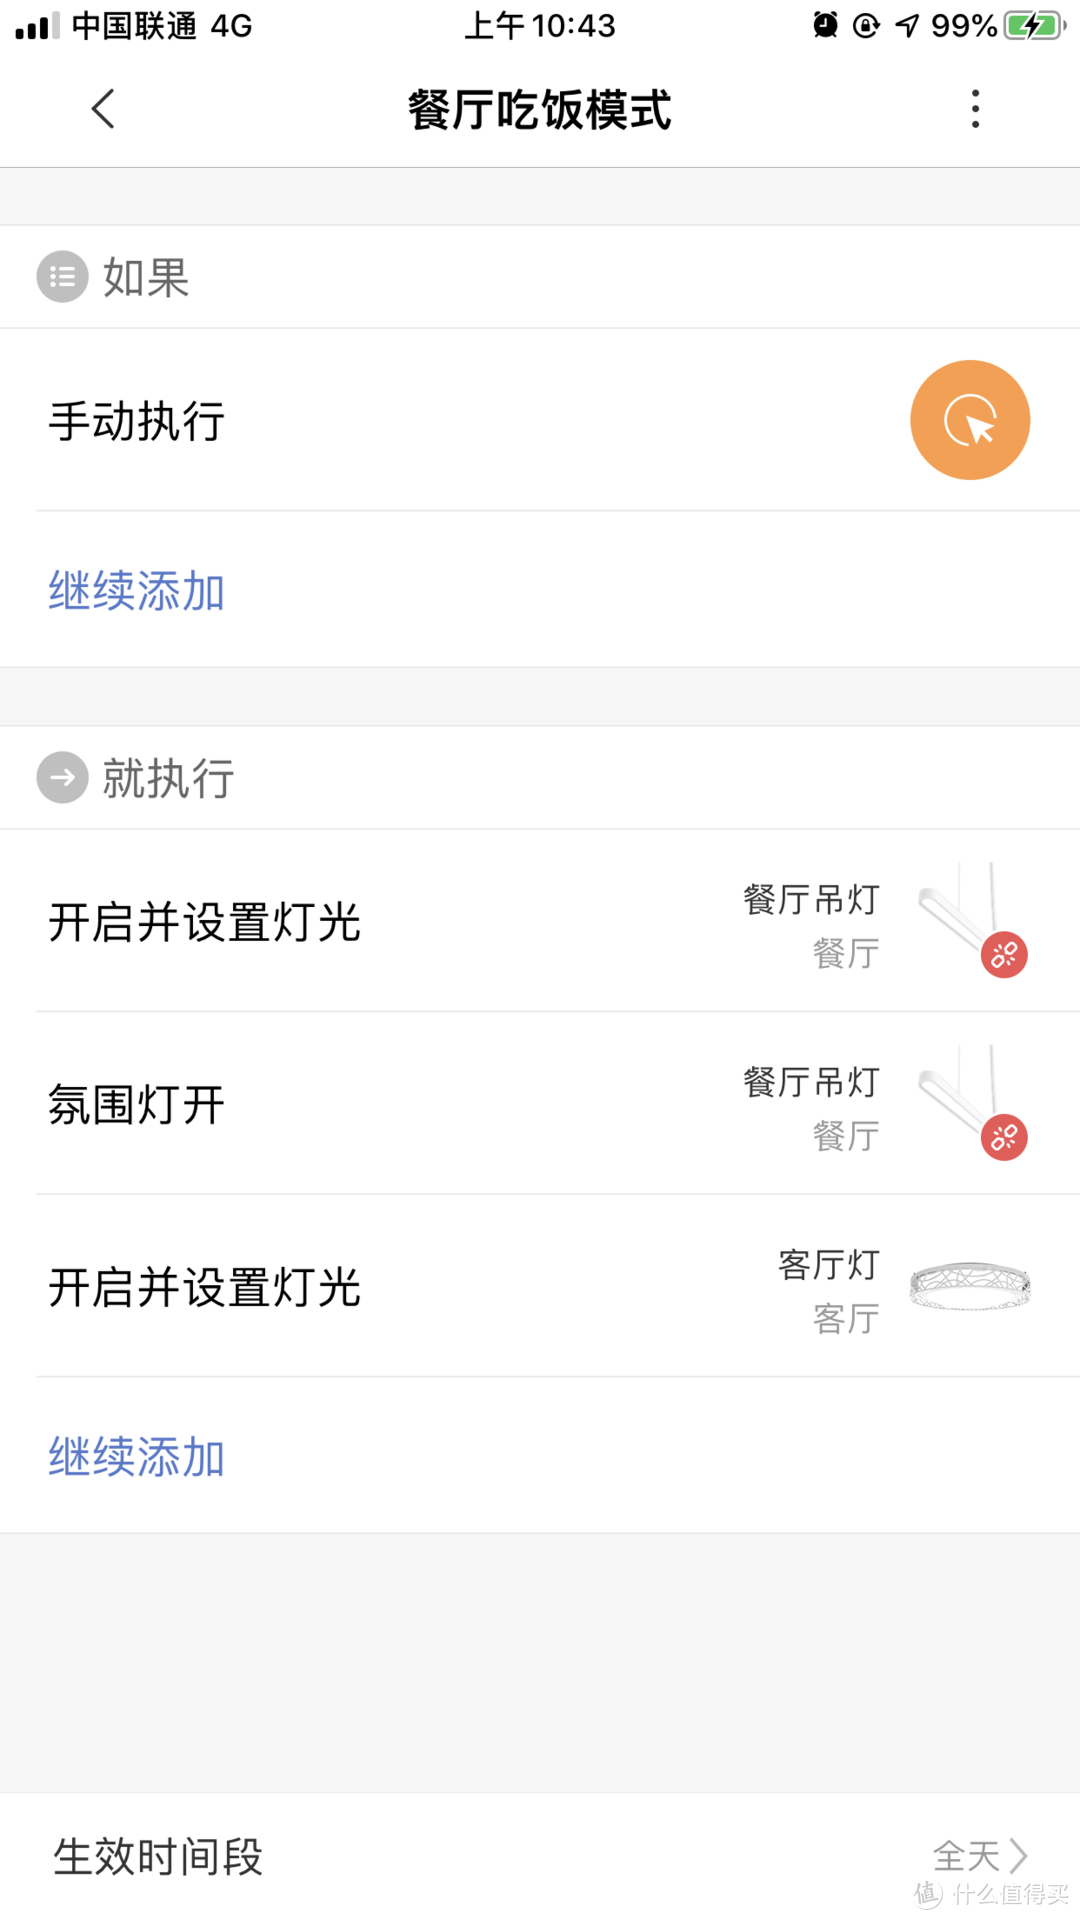 中国联通 4G 上午10:43 99%
餐厅吃饭模式
如果
手动执行
继续添加
就执行
开启并设置灯光
餐厅吊灯
餐厅
氛围灯开
餐厅吊灯
餐厅
开启并设置灯光
客厅灯
客厅
继续添加
生效时间段
全天
值 什么值得买